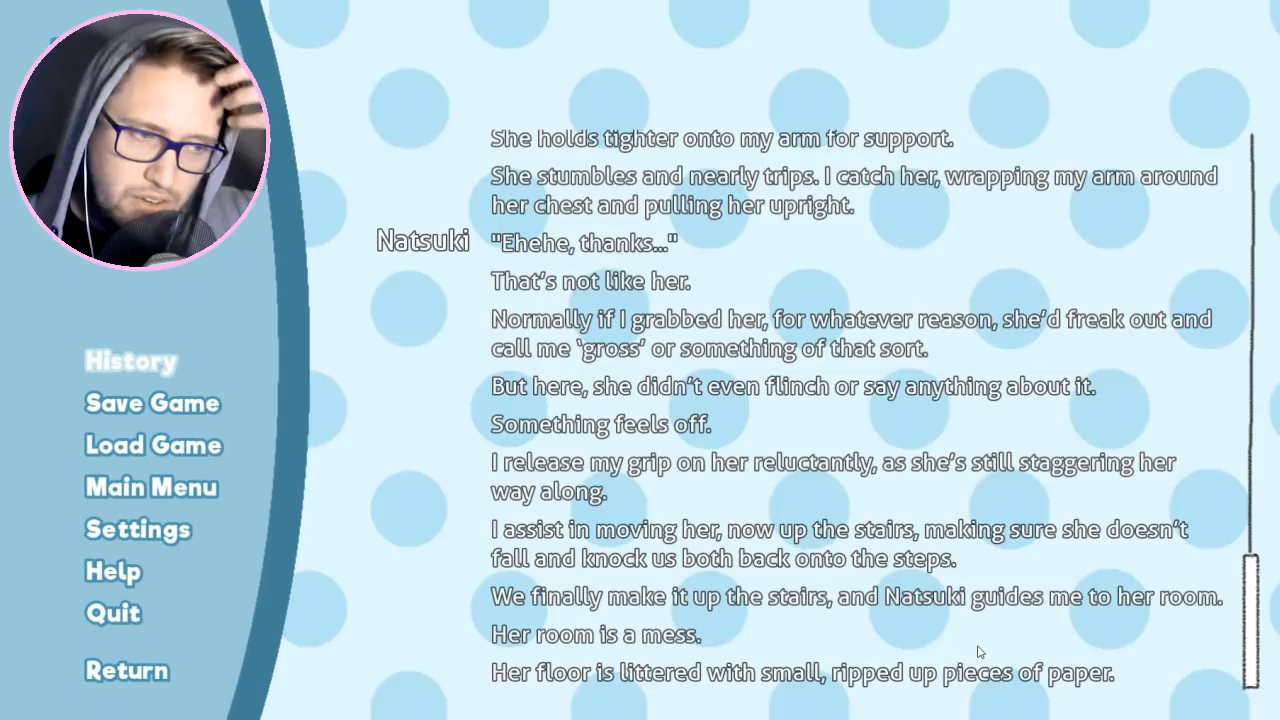 She holds tighter onto my arm for support.
She stumbles and nearly trips. I catch her, wrapping my arm around
her chest and pulling her upright.
Natsuki "Ehehe, thanks..."
That's not like her.
Normally if I grabbed her, for whatever reason, she'd freak out and
call me 'gross' or something of that sort.
But here, she didn't even flinch or say anything about it.
Something feels off.
I release my grip on her reluctantly, as she's still staggering her
way along.
I assist in moving her, now up the stairs, making sure she doesn't
fall and knock us both back onto the steps.
We finally make it up the stairs, and Natsuki guides me to her room.
Her room is a mess.
Her floor is littered with small, ripped up pieces of paper.
History
Save Game
Load Game
Main Menu
Settings
Help
Quit
Return